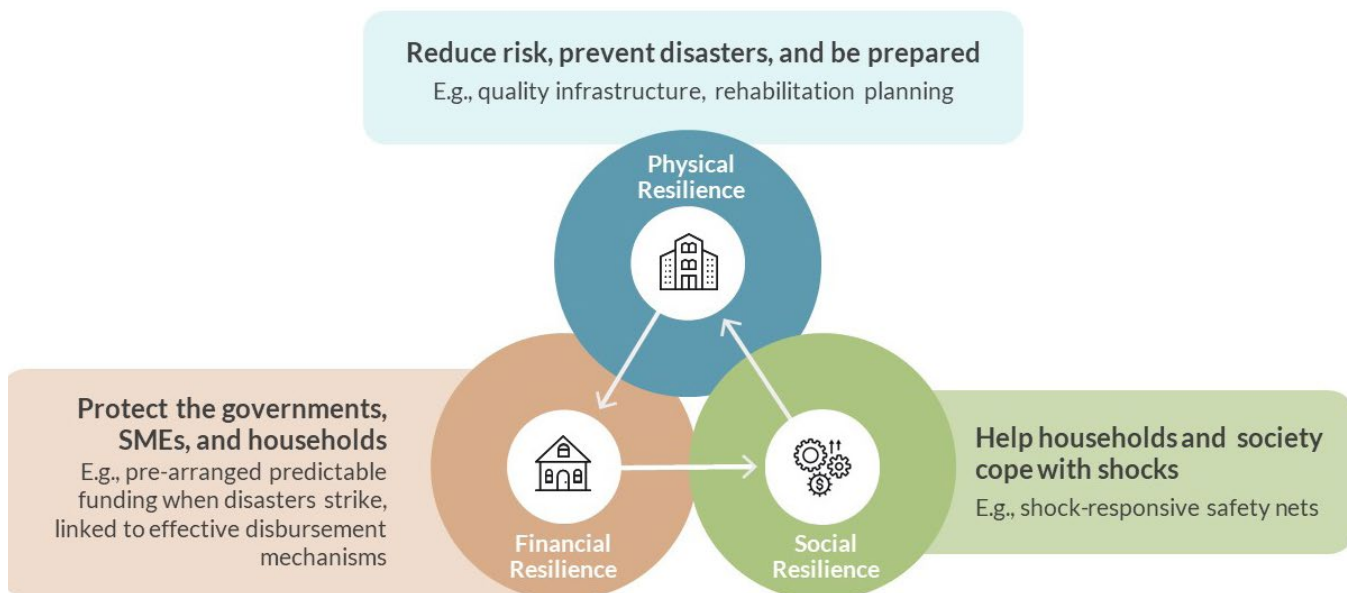 Reduce risk, prevent disasters, and be prepared
E.g., quality infrastructure, rehabilitation planning
Physical
Resilience
Protect the governments,
SMEs, and households
E.g., pre-arranged predictable
funding when disasters strike,
linked to effective disbursement
mechanisms
Financial
Resilience
$
Social
Resilience
Help households and society
cope with shocks
E.g., shock-responsive safety nets